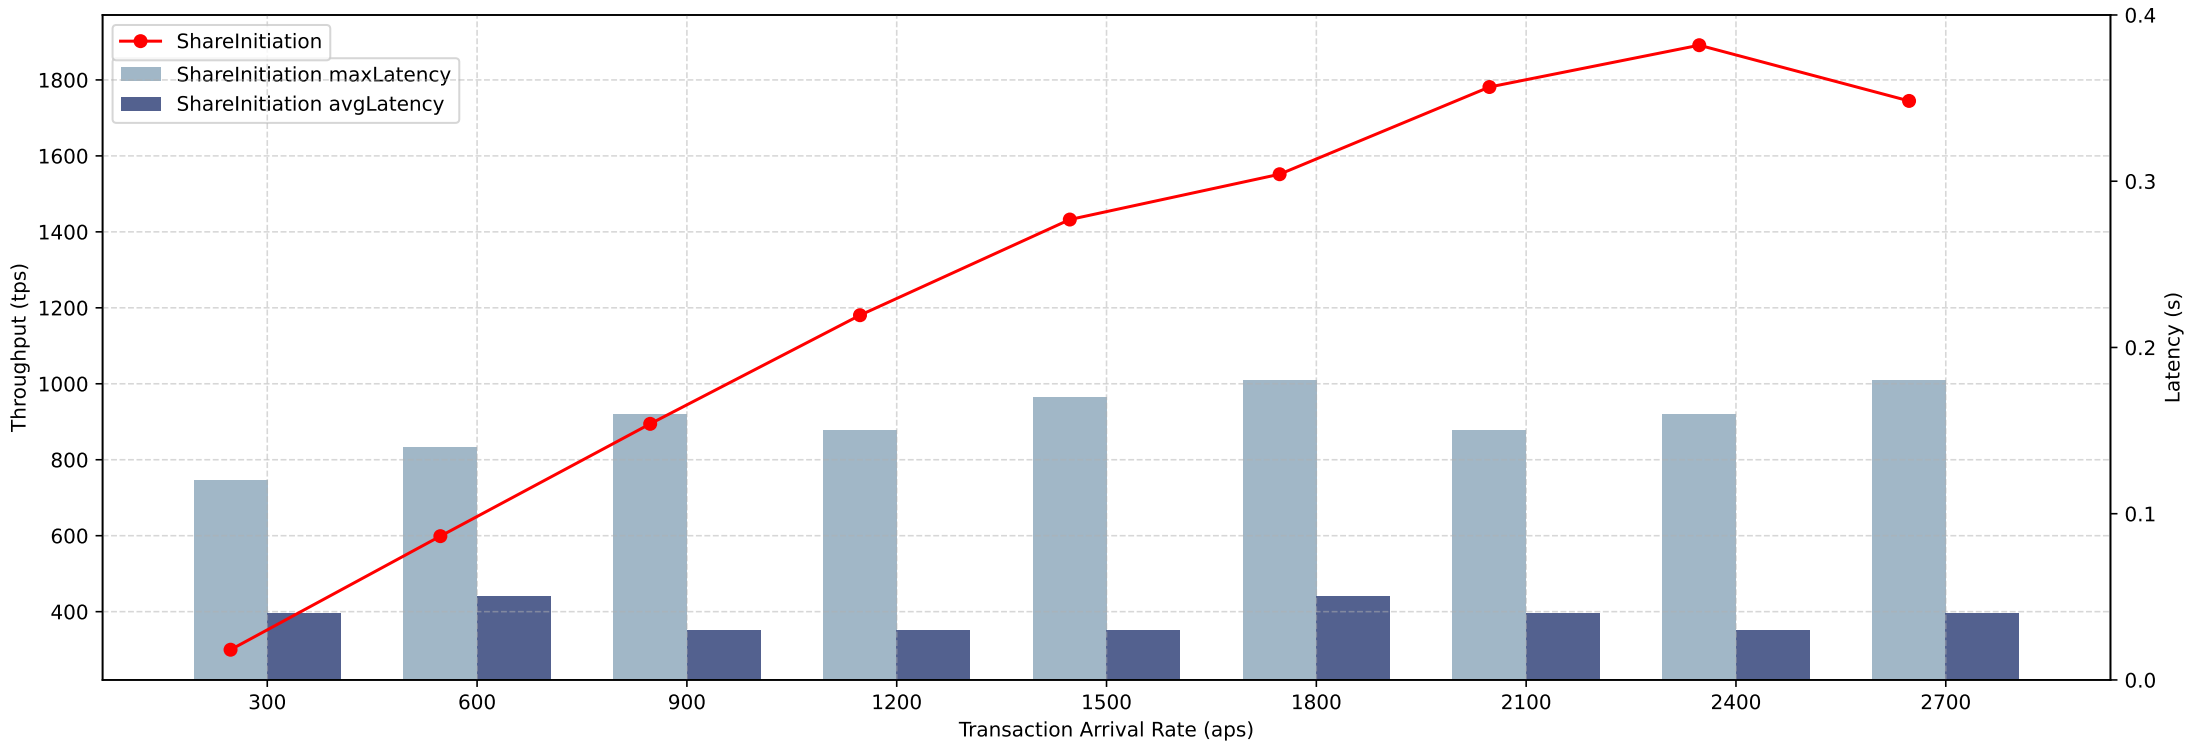 ShareInitiation
ShareInitiation maxLatency
ShareInitiation avgLatency
Throughput (tps)
1800
1600
1400
1200
1000
800
600
400
0.4
0.3
0.2
0.1
0.0
Latency (s)
300 600 900 1200 1500 1800 2100 2400 2700
Transaction Arrival Rate (aps)